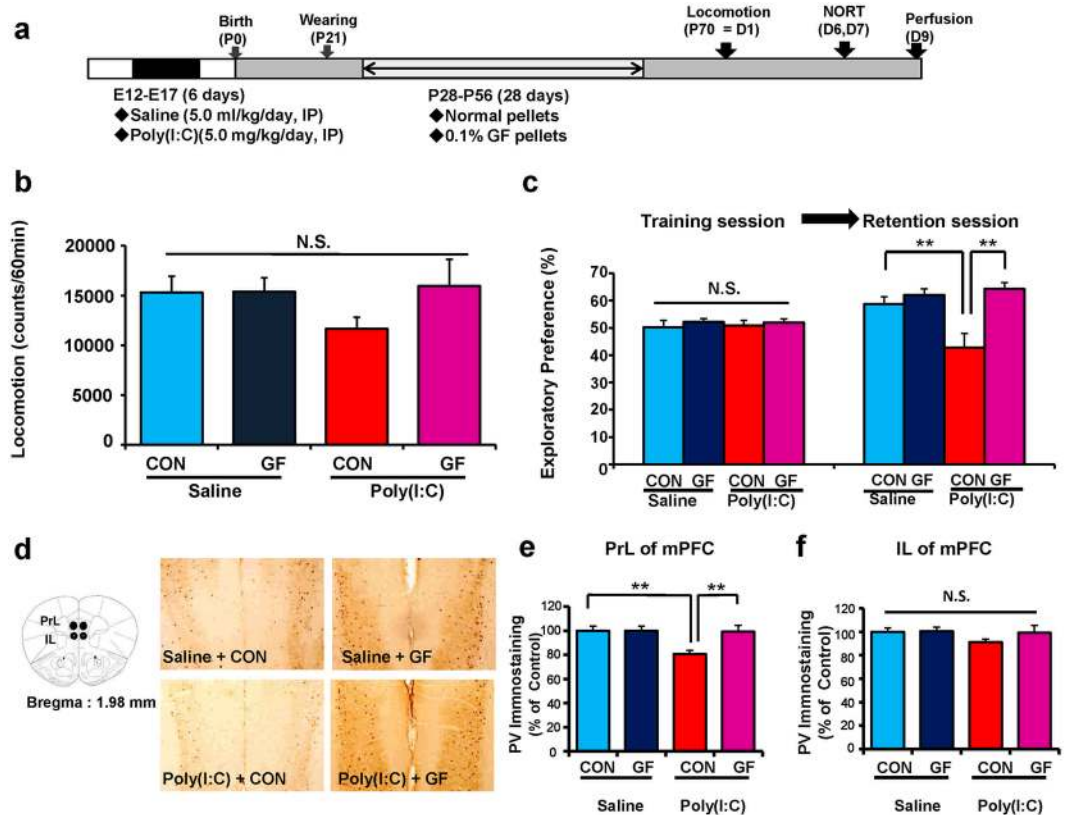 a
Birth
(P0)
Wearing
(P21)
Locomotion
(P70 = D1)
NORT
(D6,D7)
Perfusion
(D9)
E12-E17 (6 days)
◆Saline (5.0 ml/kg/day, IP)
◆Poly(I:C)(5.0 mg/kg/day, IP)
P28-P56 (28 days)
◆Normal pellets
◆0.1% GF pellets
b
Locomotion (counts/60min)
20000
15000
10000
5000
0
N.S.
CON GF CON GF
Saline Poly(I:C)
c
Training session Retention session
Exploratory Preference (%)
70
60
50
40
30
20
10
0
N.S.
** **
CON GF CON GF CON GF CON GF
Saline Poly(I:C) Saline Poly(I:C)
d
PrL
IL
Bregma : 1.98 mm
Saline + CON
Saline + GF
Poly(I:C) + CON
Poly(I:C) + GF
e
PrL of mPFC
PV Immnostaining
(% of Control)
120
100
80
60
40
20
0
** **
CON GF CON GF
Saline Poly(I:C)
f
IL of mPFC
PV Immnostaining
(% of Control)
120
100
80
60
40
20
0
N.S.
CON GF CON GF
Saline Poly(I:C)